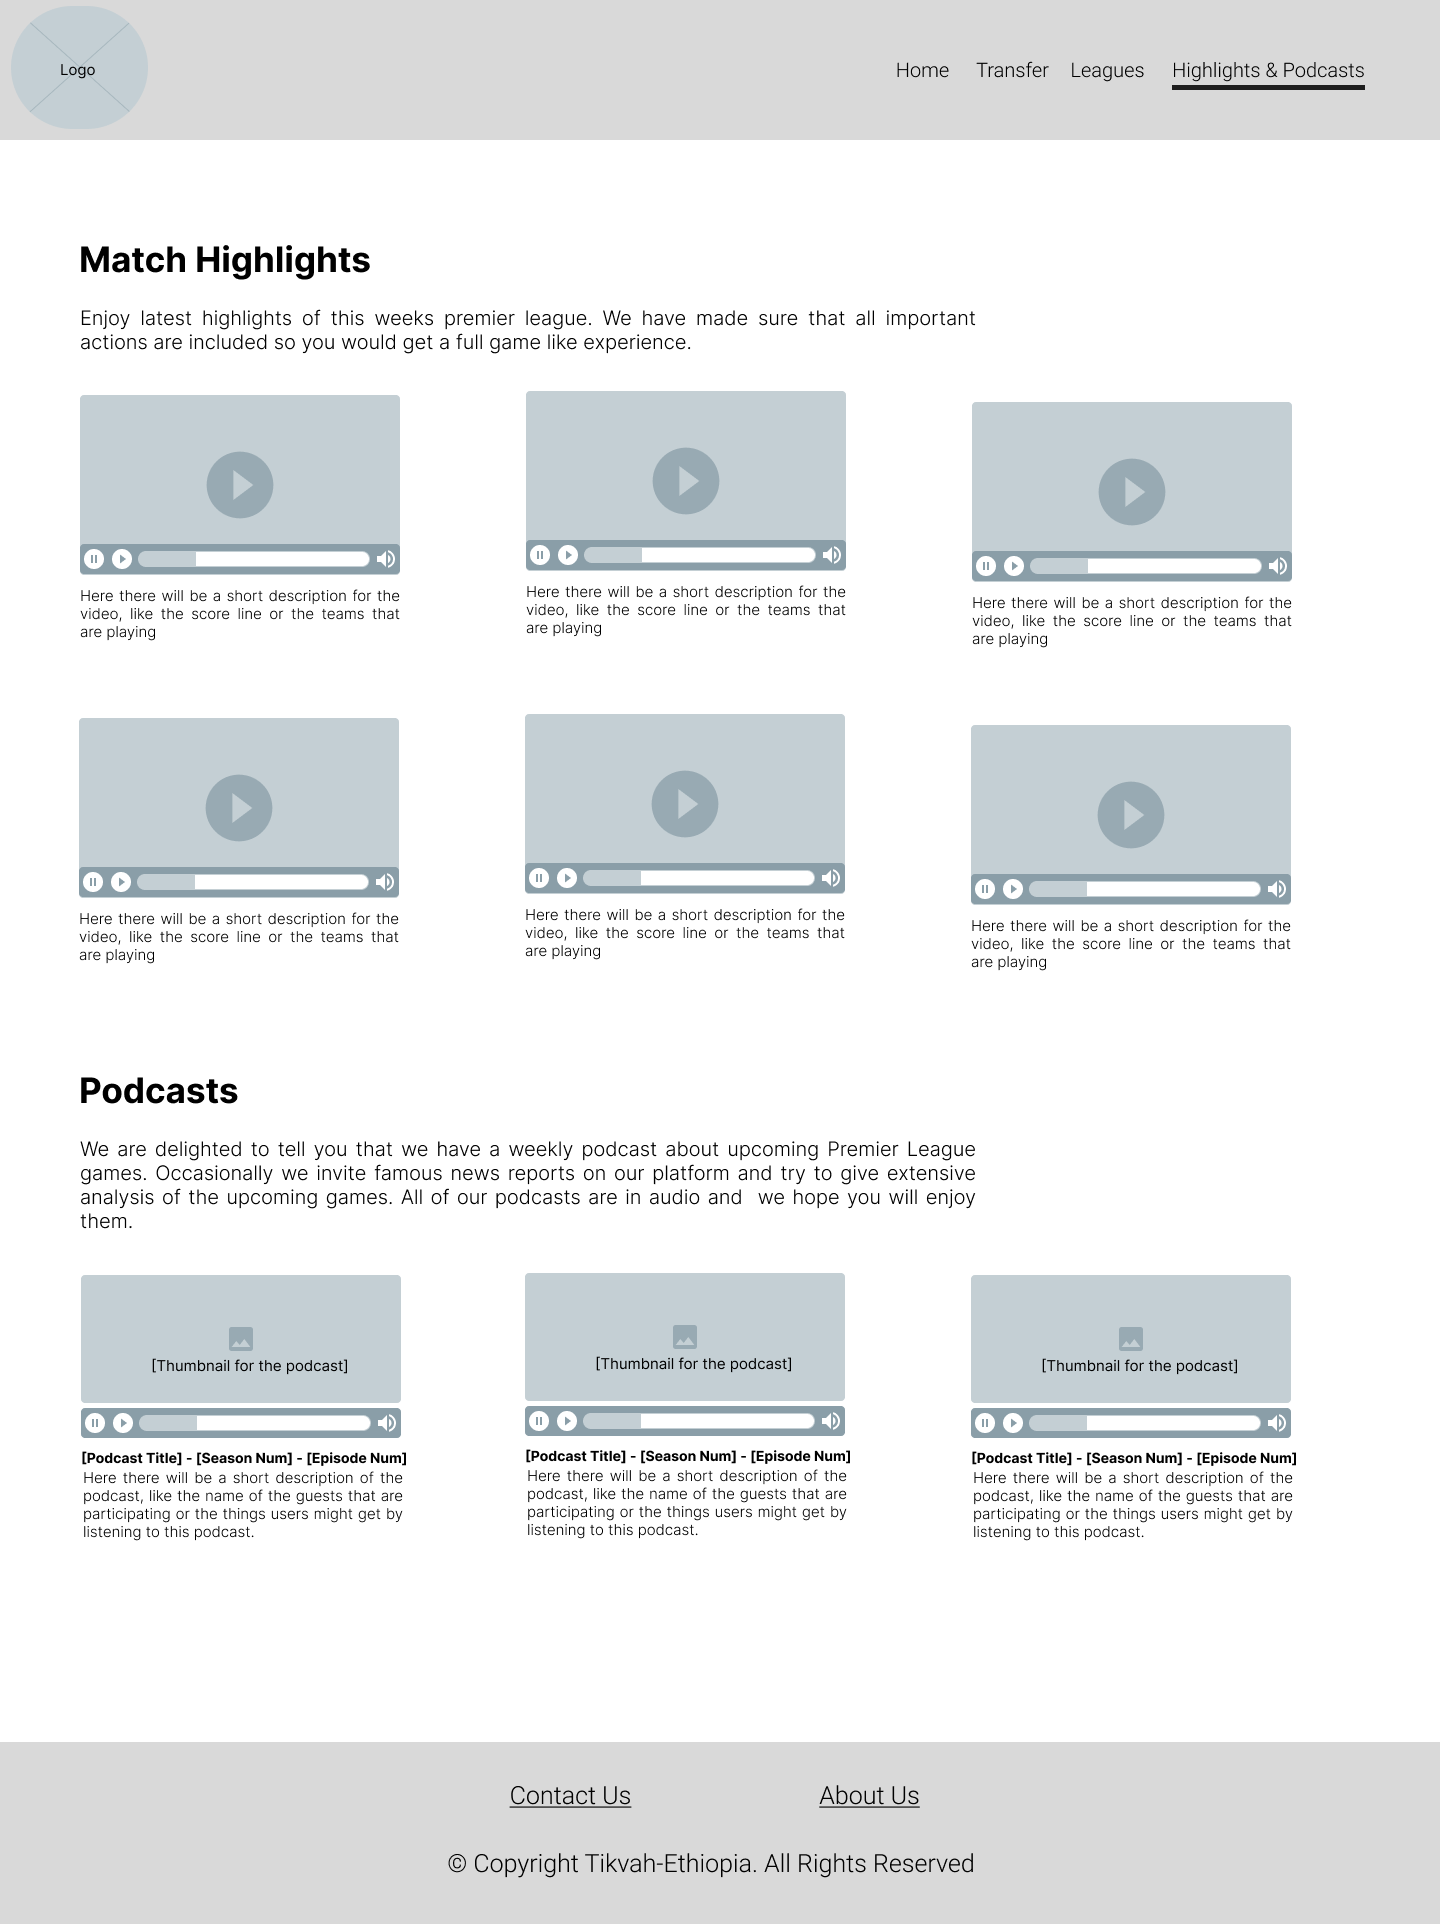 Logo
Home Transfer Leagues Highlights & Podcasts
Match Highlights
Enjoy latest highlights of this weeks premier league. We have made sure that all important
actions are included so you would get a full game like experience.
Here there will be a short description for the
video, like the score line or the teams that
are playing
Here there will be a short description for the
video, like the score line or the teams that
are playing
Here there will be a short description for the
video, like the score line or the teams that
are playing
Here there will be a short description for the
video, like the score line or the teams that
are playing
Here there will be a short description for the
video, like the score line or the teams that
are playing
Here there will be a short description for the
video, like the score line or the teams that
are playing
Podcasts
We are delighted to tell you that we have a weekly podcast about upcoming Premier League
games. Occasionally we invite famous news reports on our platform and try to give extensive
analysis of the upcoming games. All of our podcasts are in audio and  we hope you will enjoy
them.
[Thumbnail for the podcast]
[Podcast Title] - [Season Num] - [Episode Num]
Here there will be a short description of the
podcast, like the name of the guests that are
participating or the things users might get by
listening to this podcast.
[Thumbnail for the podcast]
[Podcast Title] - [Season Num] - [Episode Num]
Here there will be a short description of the
podcast, like the name of the guests that are
participating or the things users might get by
listening to this podcast.
[Thumbnail for the podcast]
[Podcast Title] - [Season Num] - [Episode Num]
Here there will be a short description of the
podcast, like the name of the guests that are
participating or the things users might get by
listening to this podcast.
Contact Us About Us
© Copyright Tikvah-Ethiopia. All Rights Reserved